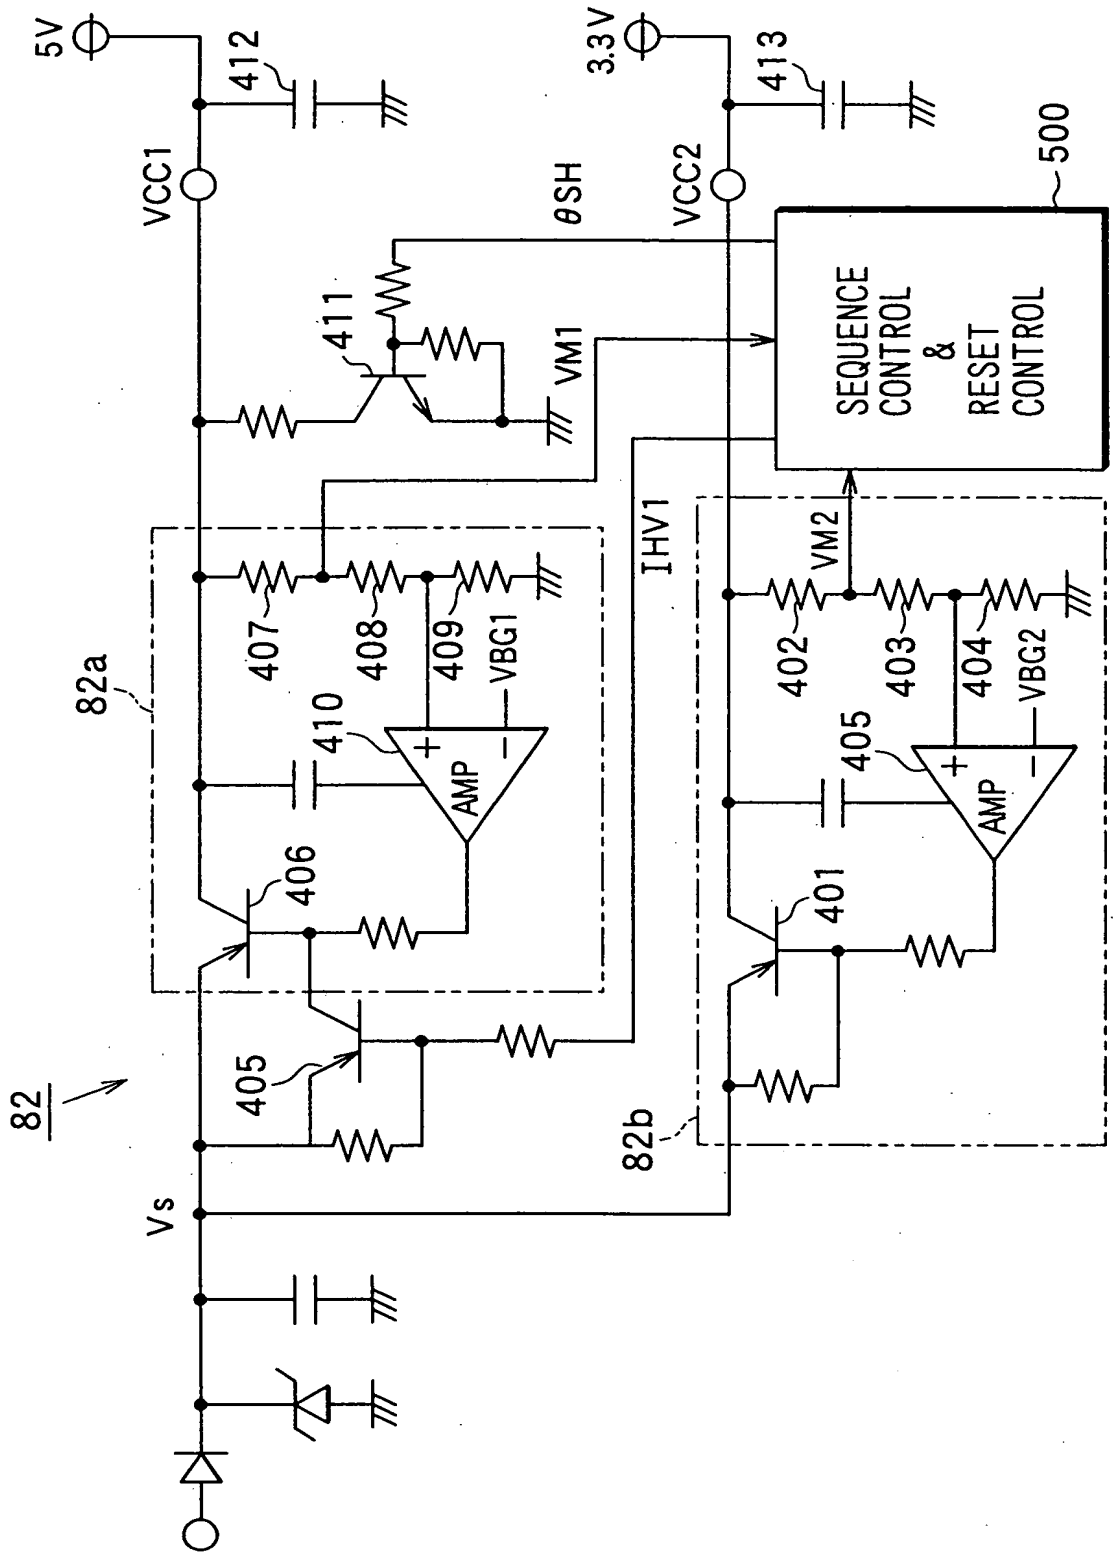 82
Vs
82a
405
406
410
AMP
+
-
VBG1
407
408
409
VM1
411
θSH
VCC1
412
5V
82b
401
405
AMP
+
-
VBG2
402
403
404
VM2
IHV1
SEQUENCE
CONTROL
&
RESET
CONTROL
500
VCC2
413
3.3V